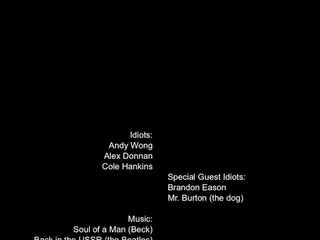 Idiots:
Andy Wong
Alex Donnan
Cole Hankins
Special Guest Idiots:
Brandon Eason
Mr. Burton (the dog)
Music:
Soul of a Man (Beck)
Back in the USSR (the Beatles)